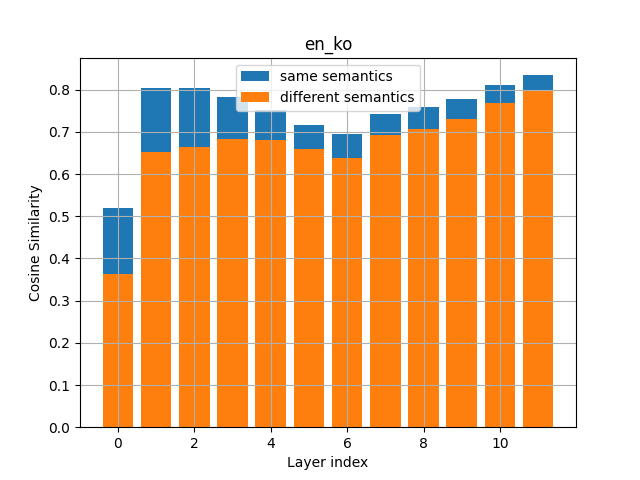 en_ko
same semantics
different semantics
Cosine Similarity
0.8
0.7
0.6
0.5
0.4
0.3
0.2
0.1
0.0
0 2 4 6 8 10
Layer index